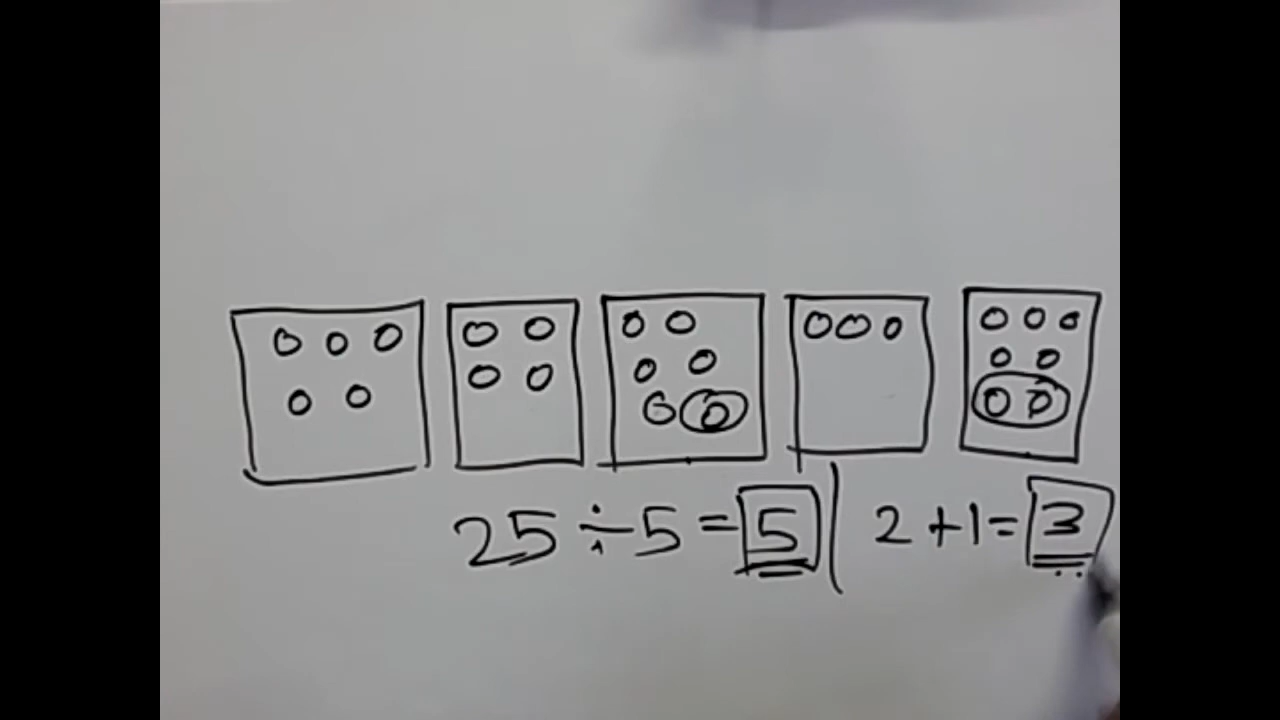 25 ÷ 5 = 5 | 2 + 1 = 3